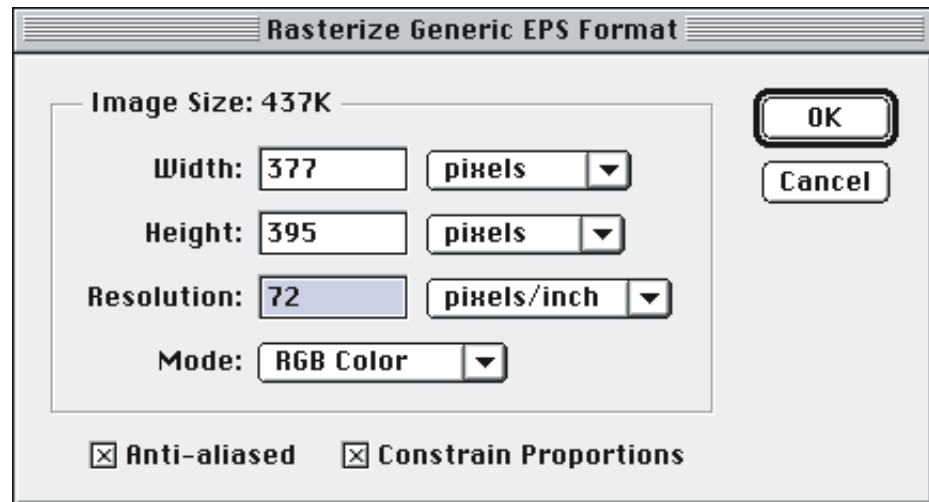 Rasterize Generic EPS Format
Image Size: 437K
OK
Width: 377 pixels
Cancel
Height: 395 pixels
Resolution: 72 pixels/inch
Mode: RGB Color
Anti-aliased Constrain Proportions